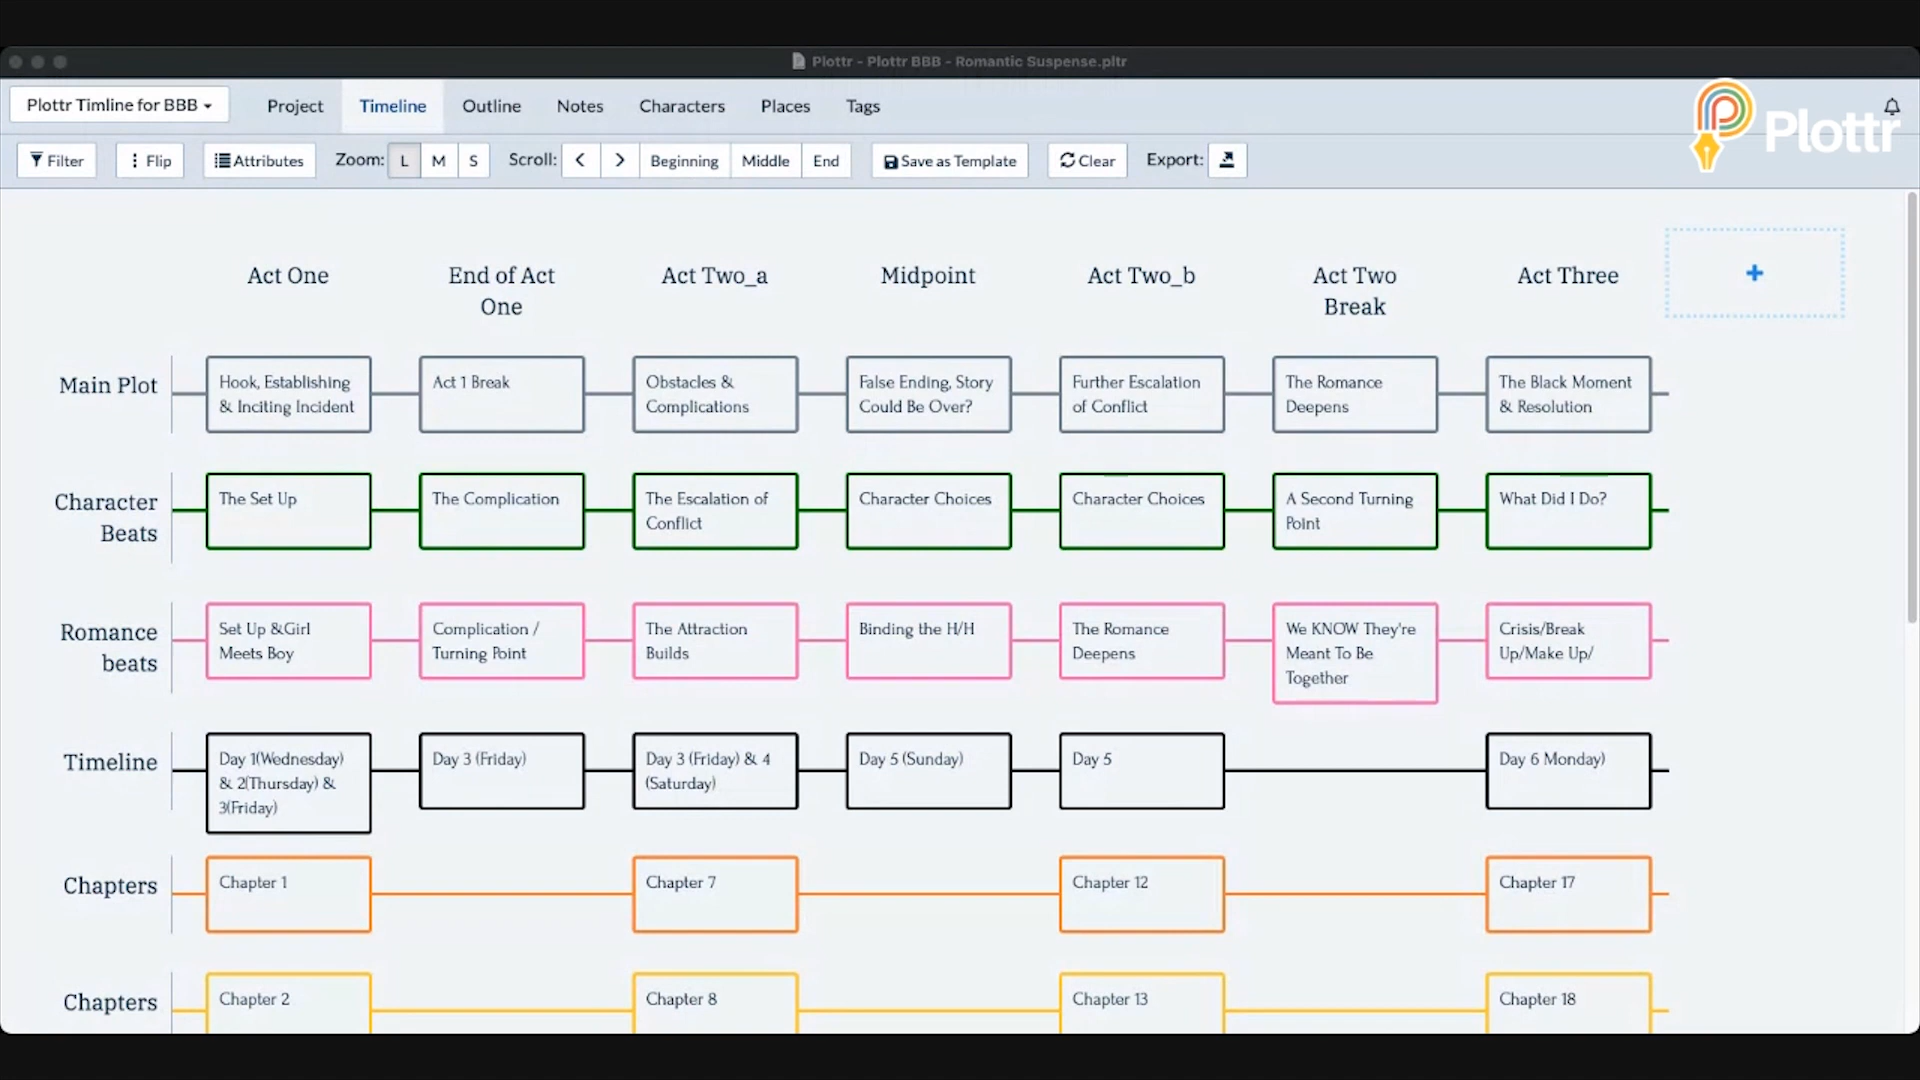 Plottr - Plottr BBB - Romantic Suspense.pltr
Plottr Timline for BBB
Project
Timeline
Outline
Notes
Characters
Places
Tags
Plottr
Filter
Flip
Attributes
Zoom:
L
M
S
Scroll:
Beginning
Middle
End
Save as Template
Clear
Export:
Act One
End of Act
One
Act Two_a
Midpoint
Act Two_b
Act Two
Break
Act Three
+
Main Plot
Hook, Establishing
& Inciting Incident
Act 1 Break
Obstacles &
Complications
False Ending, Story
Could Be Over?
Further Escalation
of Conflict
The Romance
Deepens
The Black Moment
& Resolution
Character
Beats
The Set Up
The Complication
The Escalation of
Conflict
Character Choices
Character Choices
A Second Turning
Point
What Did I Do?
Romance
beats
Set Up &Girl
Meets Boy
Complication /
Turning Point
The Attraction
Builds
Binding the H/H
The Romance
Deepens
We KNOW They're
Meant To Be
Together
Crisis/Break
Up/Make Up/
Timeline
Day 1(Wednesday)
& 2(Thursday) &
3(Friday)
Day 3 (Friday)
Day 3 (Friday) & 4
(Saturday)
Day 5 (Sunday)
Day 5
Day 6 Monday)
Chapters
Chapter 1
Chapter 7
Chapter 12
Chapter 17
Chapters
Chapter 2
Chapter 8
Chapter 13
Chapter 18